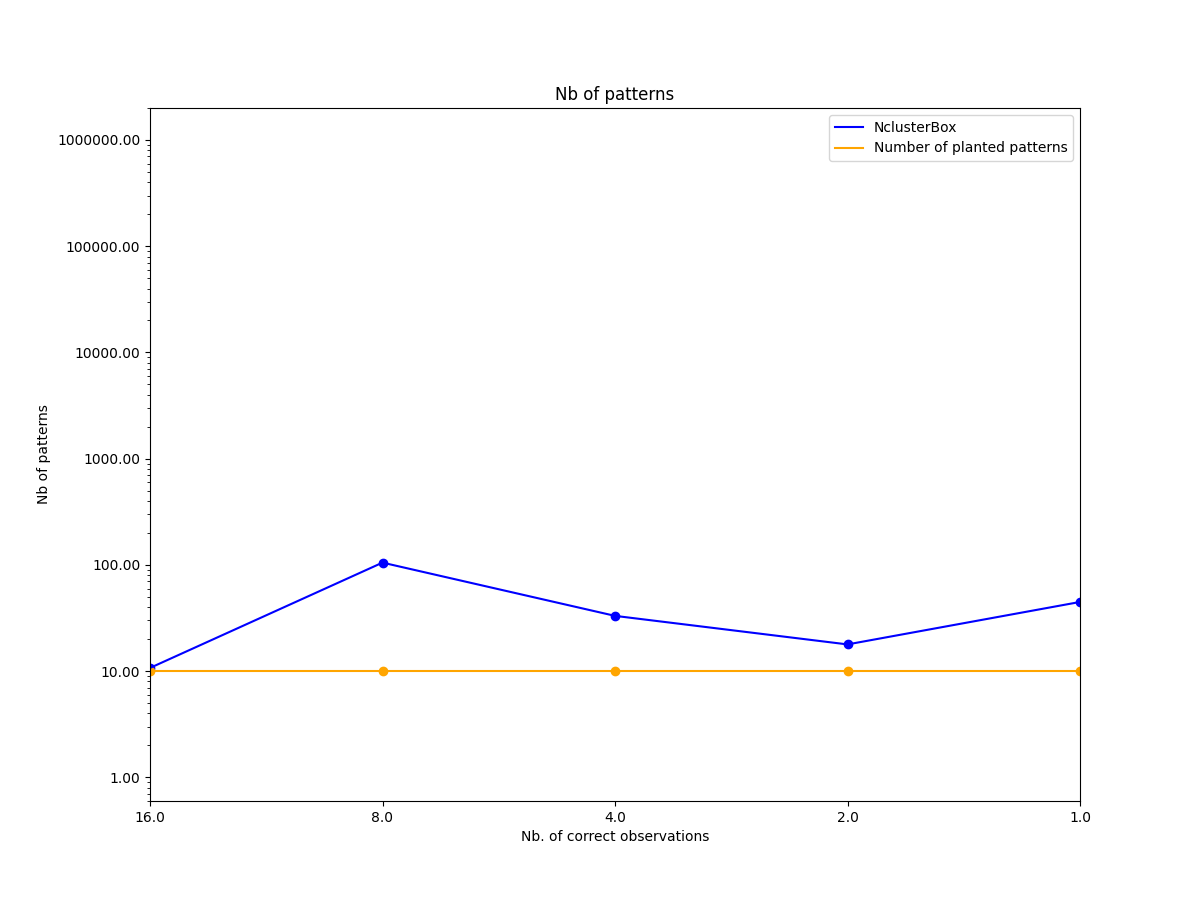 Nb of patterns
NclusterBox
Number of planted patterns
Nb of patterns
1000000.00
100000.00
10000.00
1000.00
100.00
10.00
1.00
16.0 8.0 4.0 2.0 1.0
Nb. of correct observations